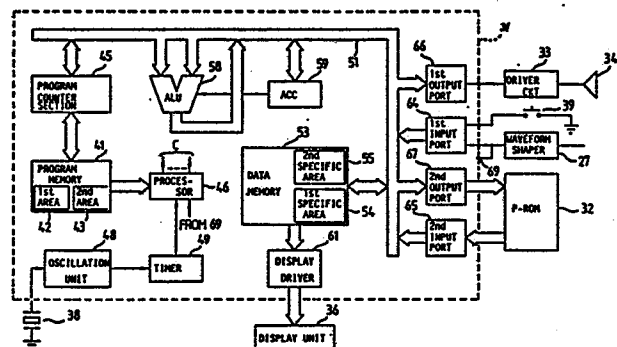 45
PROGRAM
COUNTER
SECTION
58
ALU
59
ACC
51
66
1st
OUTPUT
PORT
33
DRIVER
CKT
34
64
1st
INPUT
PORT
39
WAVEFORM
SHAPER
27
69
41
PROGRAM
MEMORY
1st
AREA
2nd
AREA
42
43
C
PROCES-
SOR
46
FROM 69
53
DATA
MEMORY
2nd
SPECIFIC
AREA
55
1st
SPECIFIC
AREA
54
67
2nd
OUTPUT
PORT
65
2nd
INPUT
PORT
P-ROM
32
48
OSCILLATION
UNIT
49
TIMER
61
DISPLAY
DRIVER
38
36
DISPLAY UNIT